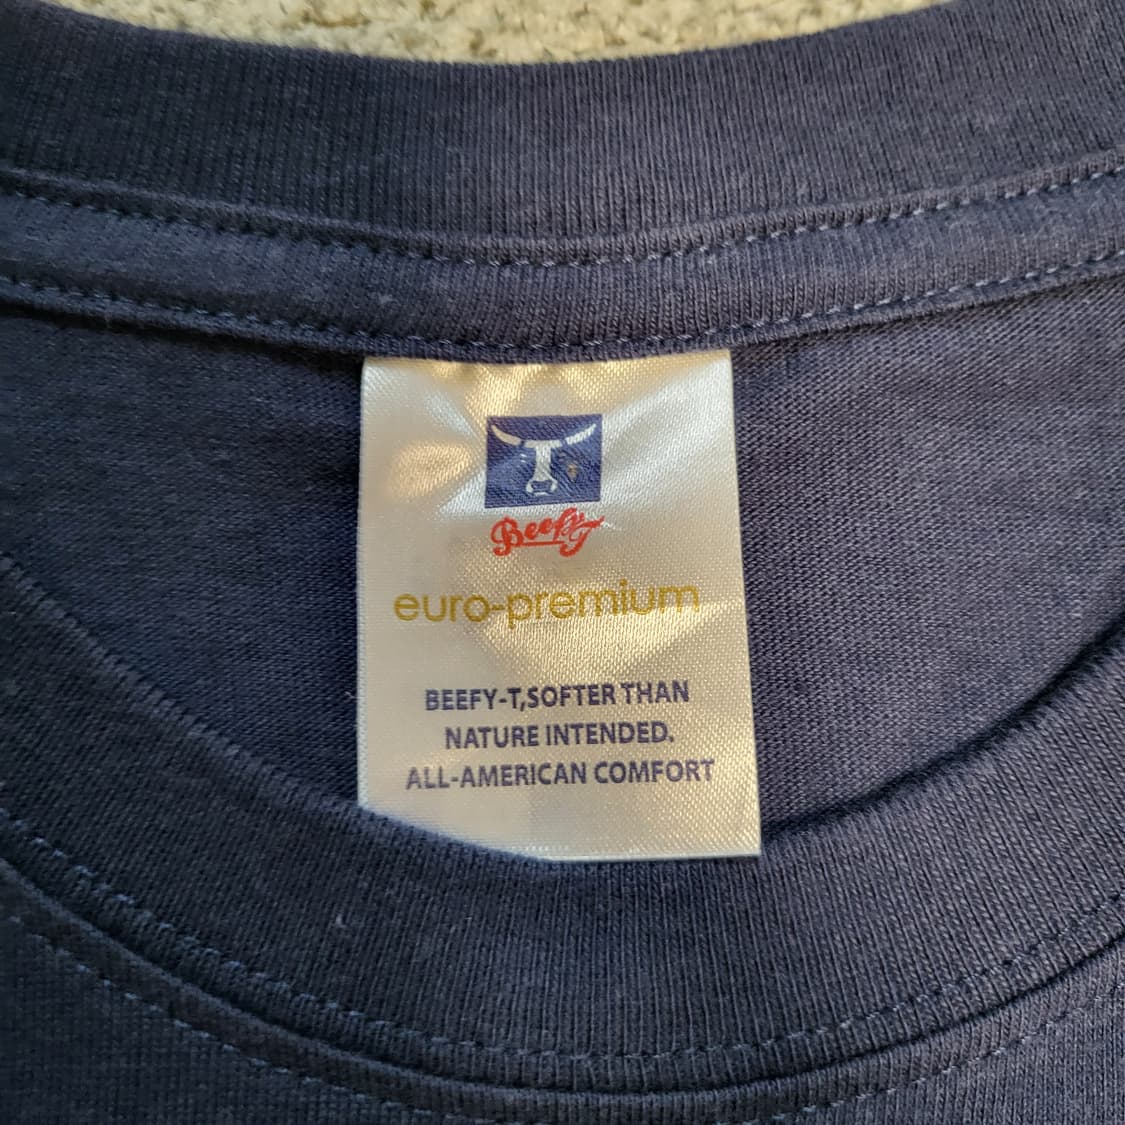 Beefy-T
euro-premium
BEEFY-T,SOFTER THAN
NATURE INTENDED.
ALL-AMERICAN COMFORT